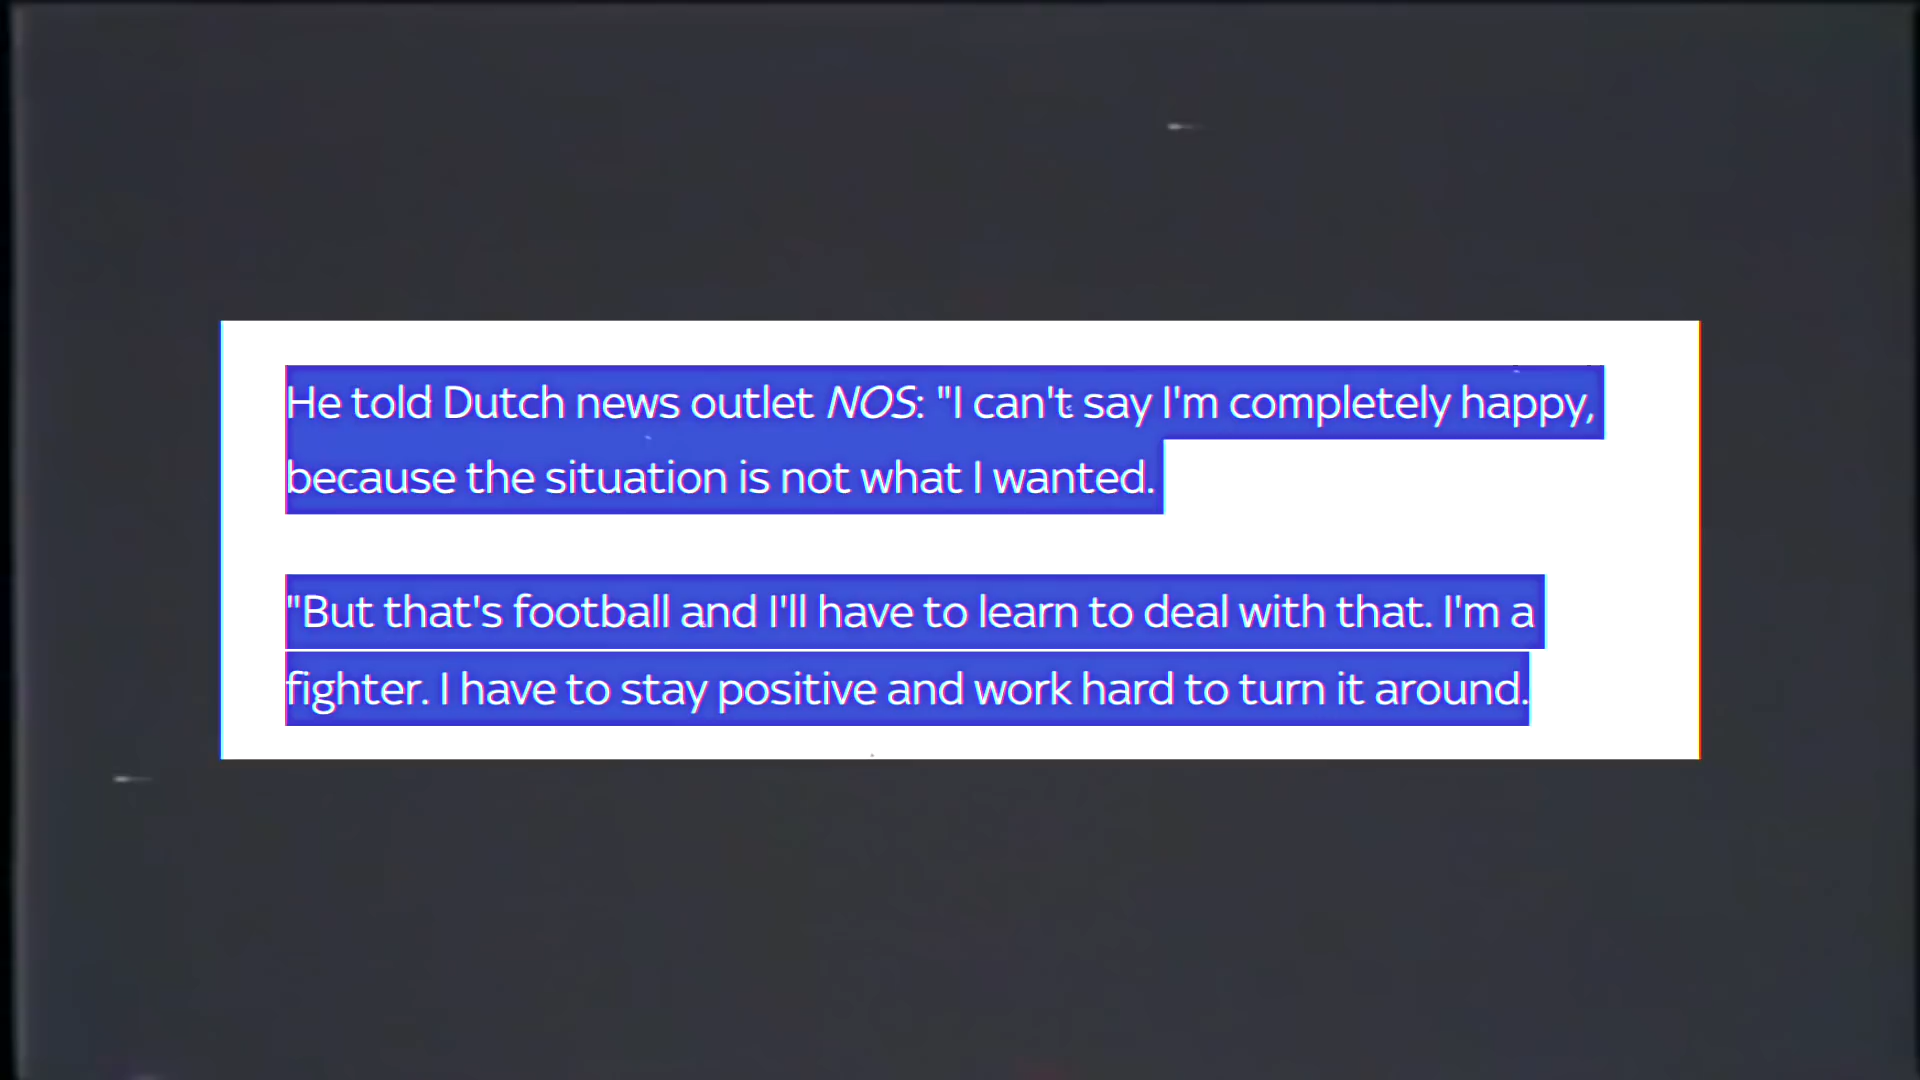 He told Dutch news outlet NOS: "I can't say I'm completely happy,
because the situation is not what I wanted.
"But that's football and I'll have to learn to deal with that. I'm a
fighter. I have to stay positive and work hard to turn it around.